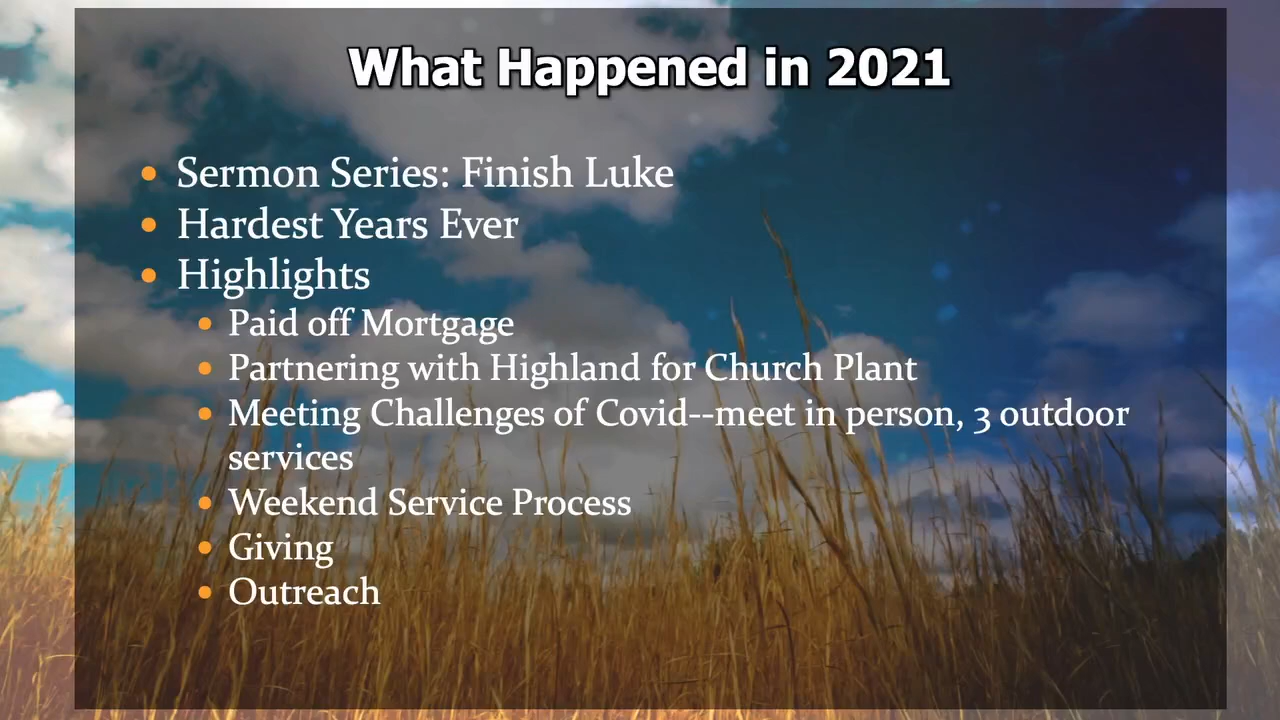 What Happened in 2021
• Sermon Series: Finish Luke
• Hardest Years Ever
• Highlights
• Paid off Mortgage
• Partnering with Highland for Church Plant
• Meeting Challenges of Covid--meet in person, 3 outdoor
services
• Weekend Service Process
• Giving
• Outreach